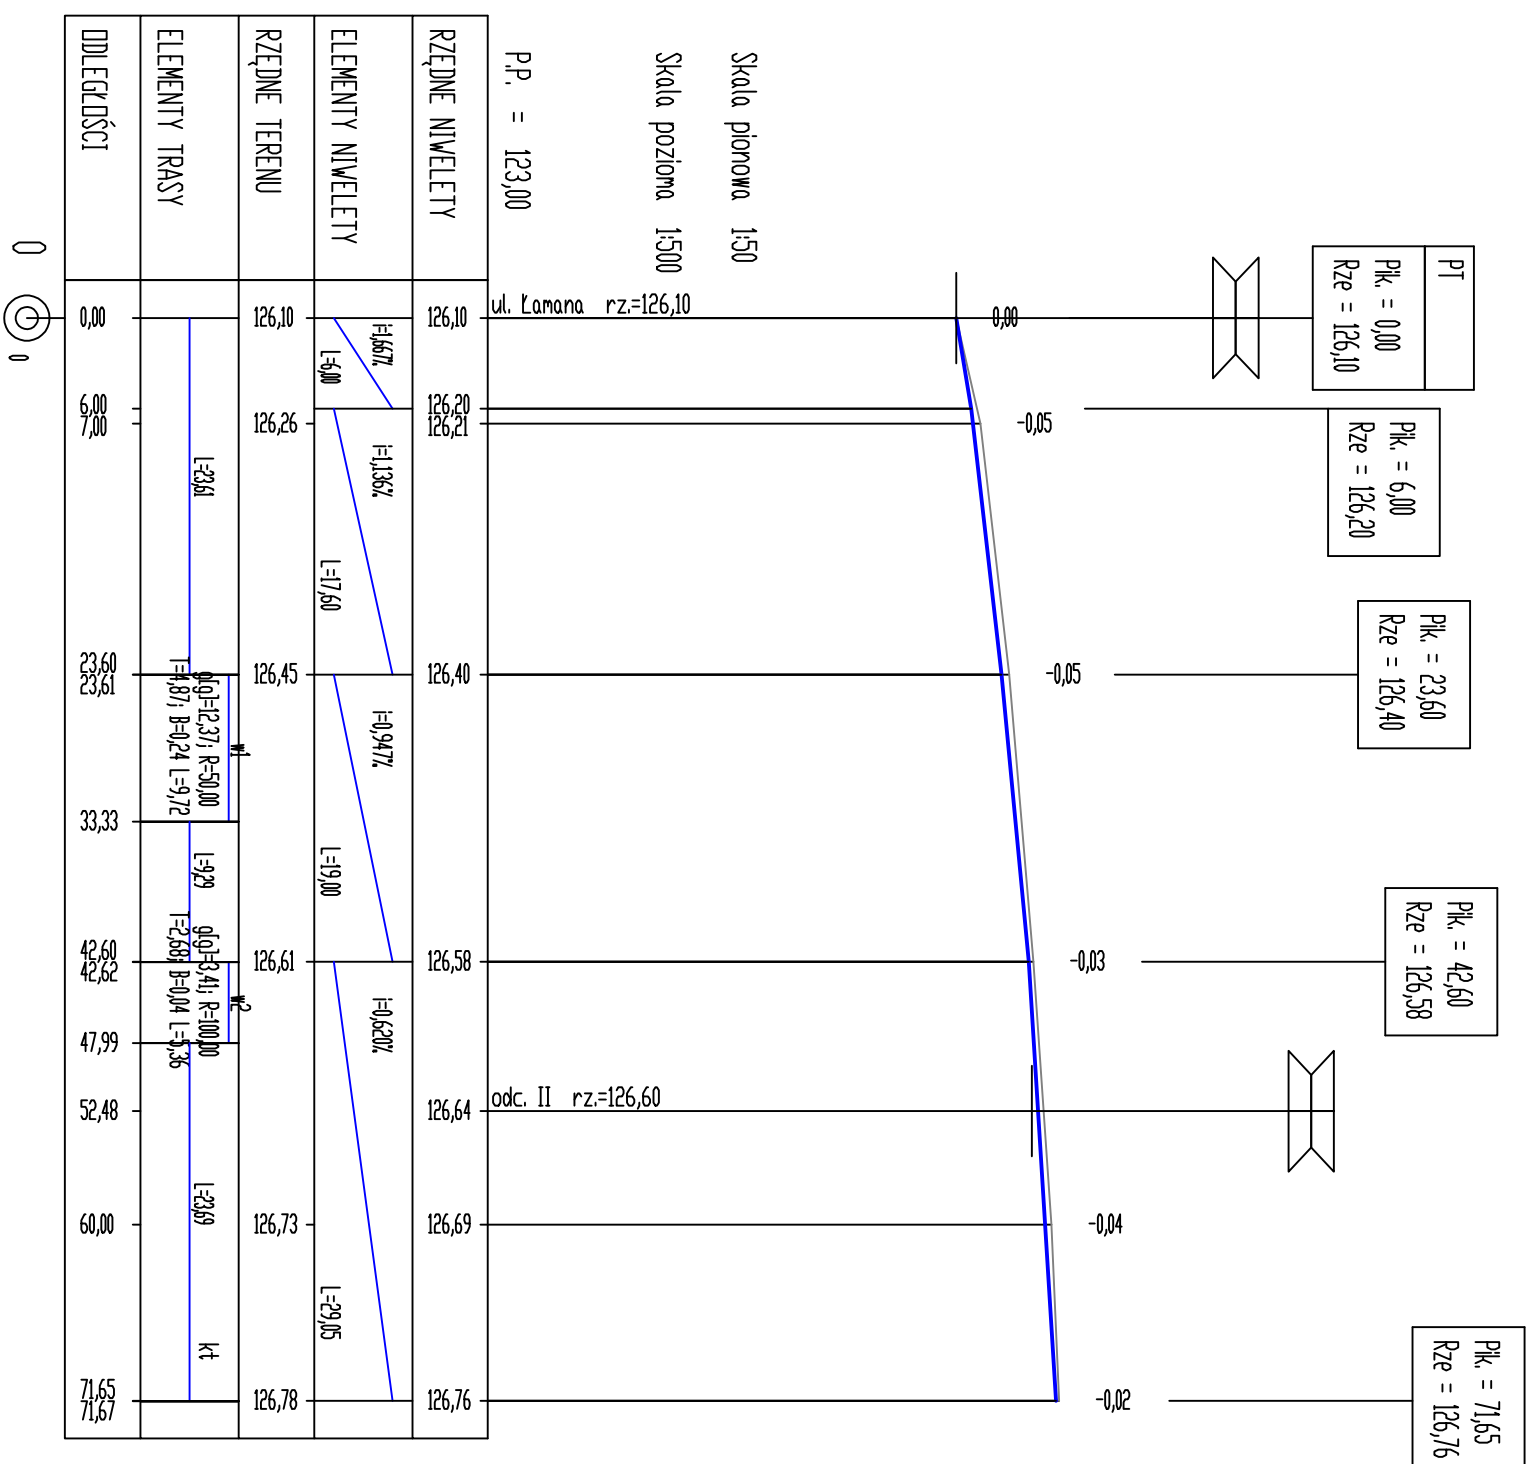 PT
Pik. = 0,00
Rze = 126,10
Pik. = 6,00
Rze = 126,20
Pik. = 23,60
Rze = 126,40
Pik. = 42,60
Rze = 126,58
Pik. = 71,65
Rze = 126,76
0,00
-0,05
-0,05
-0,03
-0,04
-0,02
Skala pionowa 1:50
Skala pozioma 1:500
P.P. = 123,00
ul. Łamana rz.=126,10
odc. II rz.=126,60
RZĘDNE NIWELETY
126,10
126,20
126,21
126,40
126,58
126,64
126,69
126,76
ELEMENTY NIWELETY
i=1,667%
L=6,00
i=1,136%
L=17,60
i=0,947%
L=19,00
i=0,620%
L=29,05
RZĘDNE TERENU
126,10
126,26
126,45
126,61
126,73
126,78
ELEMENTY TRASY
L=23,61
w1
g[g]=12,37; R=50,00
T=4,87; B=0,24 L=9,72
L=9,29
w2
g[g]=3,41; R=100,00
T=2,68; B=0,04 L=5,36
L=23,69
kt
ODLEGŁOŚCI
0,00
6,00
7,00
23,60
23,61
33,33
42,60
42,62
47,99
52,48
60,00
71,65
71,67
0
0